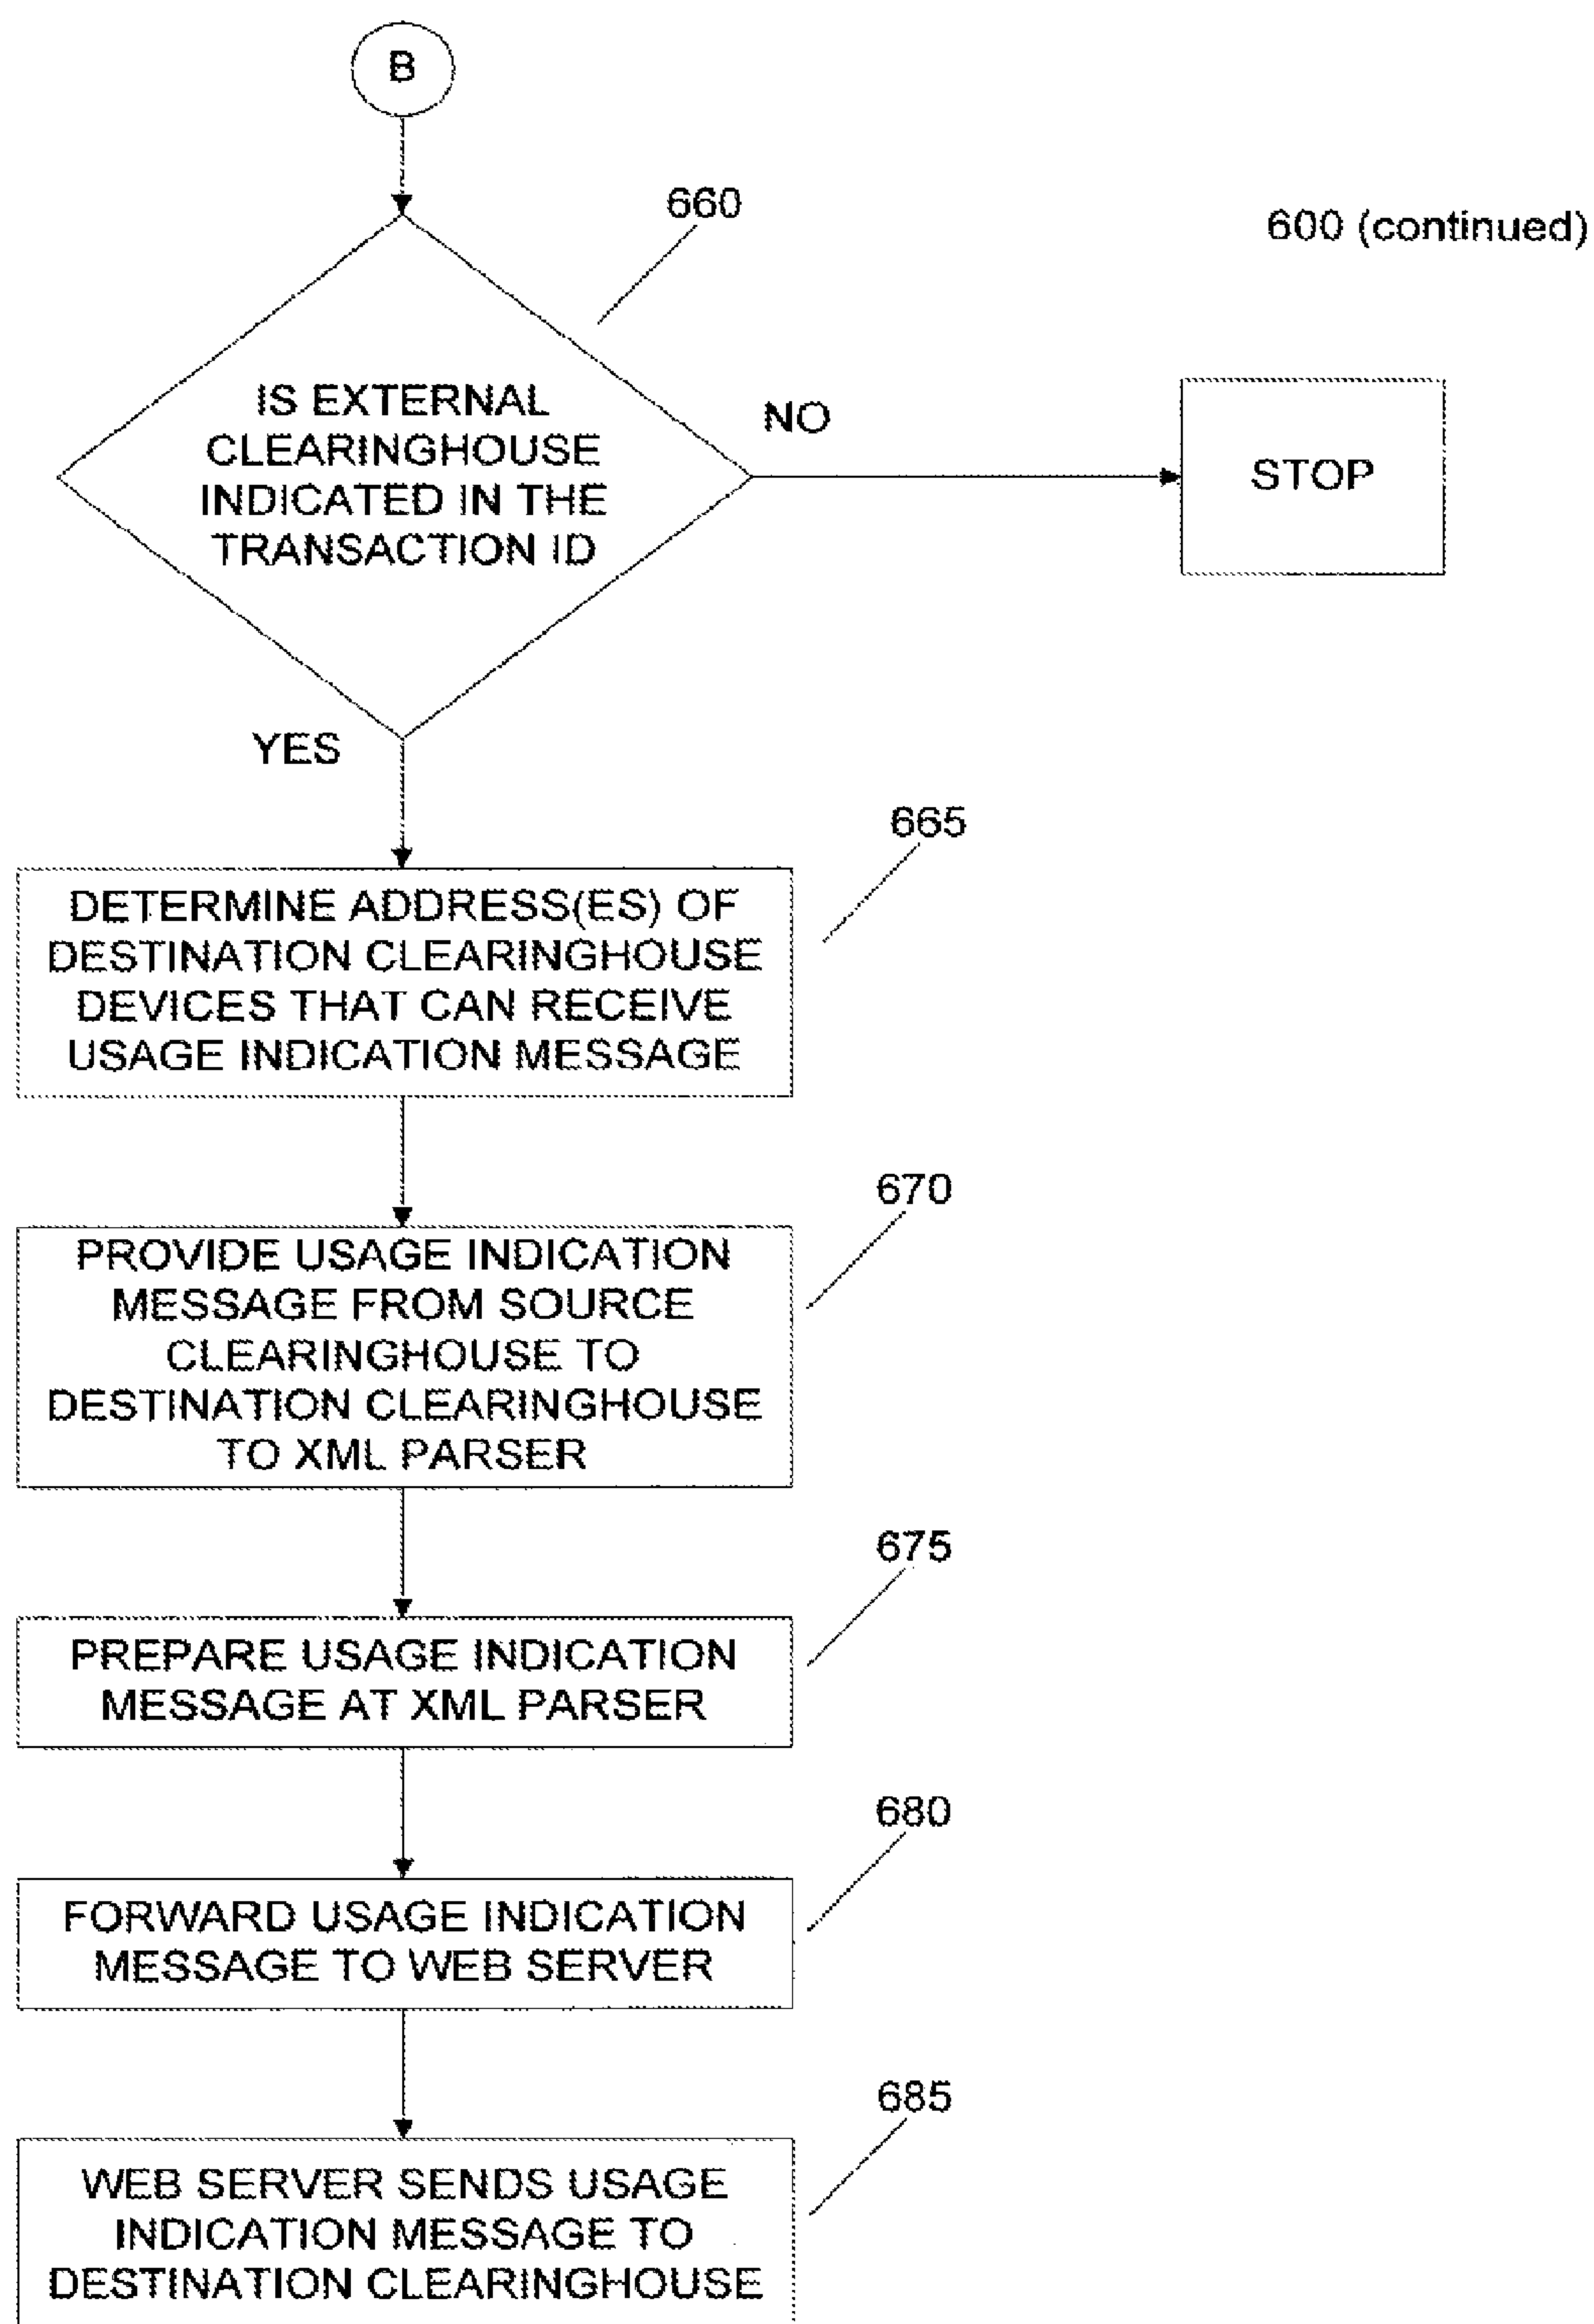 B
660
600 (continued)
IS EXTERNAL
CLEARINGHOUSE
INDICATED IN THE
TRANSACTION ID
NO
STOP
YES
665
DETERMINE ADDRESS(ES) OF
DESTINATION CLEARINGHOUSE
DEVICES THAT CAN RECEIVE
USAGE INDICATION MESSAGE
670
PROVIDE USAGE INDICATION
MESSAGE FROM SOURCE
CLEARINGHOUSE TO
DESTINATION CLEARINGHOUSE
TO XML PARSER
675
PREPARE USAGE INDICATION
MESSAGE AT XML PARSER
680
FORWARD USAGE INDICATION
MESSAGE TO WEB SERVER
685
WEB SERVER SENDS USAGE
INDICATION MESSAGE TO
DESTINATION CLEARINGHOUSE